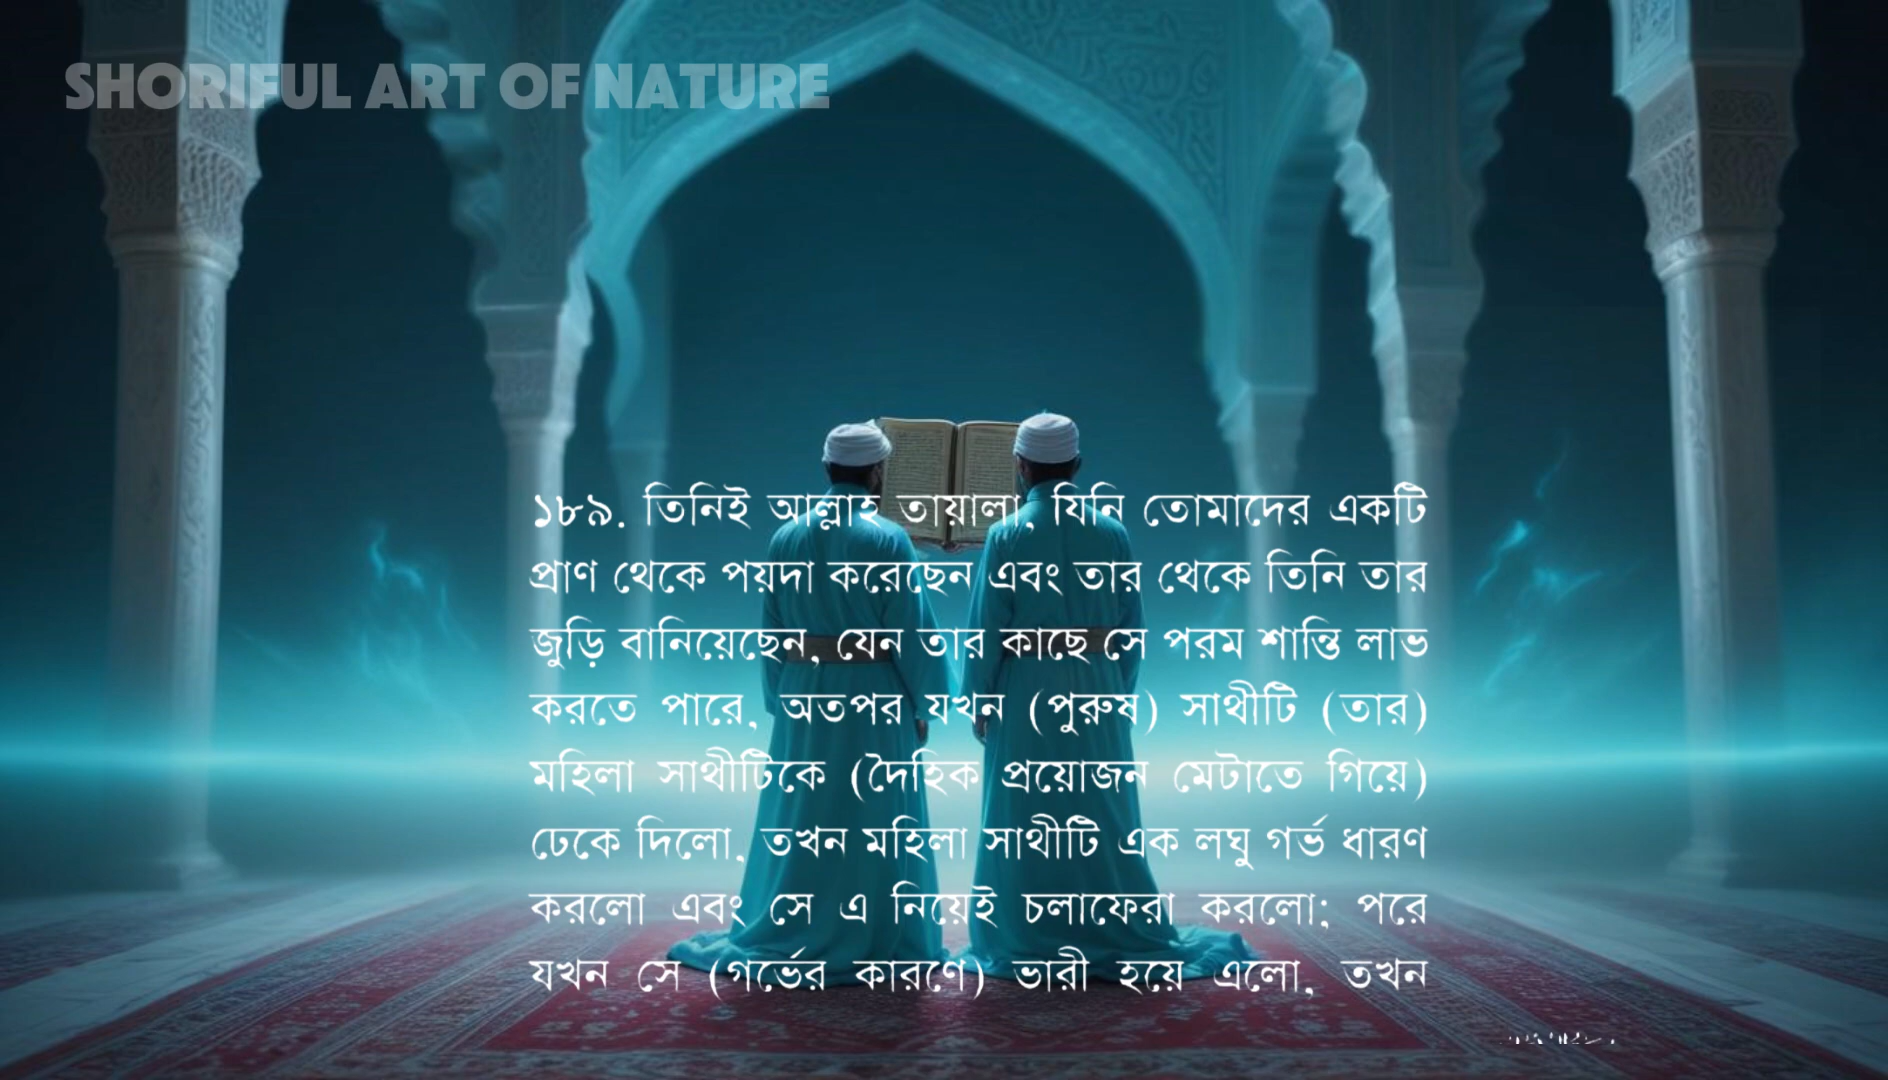 SHORIFUL ART OF NATURE
১৮৯. তিনিই আল্লাহ তায়ালা, যিনি তোমাদের একটি
প্রাণ থেকে পয়দা করেছেন এবং তার থেকে তিনি তার
জুড়ি বানিয়েছেন, যেন তার কাছে সে পরম শান্তি লাভ
করতে পারে, অতপর যখন (পুরুষ) সাথীটি (তার)
মহিলা সাথীটিকে (দৈহিক প্রয়োজন মেটাতে গিয়ে)
ঢেকে দিলো, তখন মহিলা সাথীটি এক লঘু গর্ভ ধারণ
করলো এবং সে এ নিয়েই চলাফেরা করলো; পরে
যখন সে (গর্ভের কারণে) ভারী হয়ে এলো, তখন